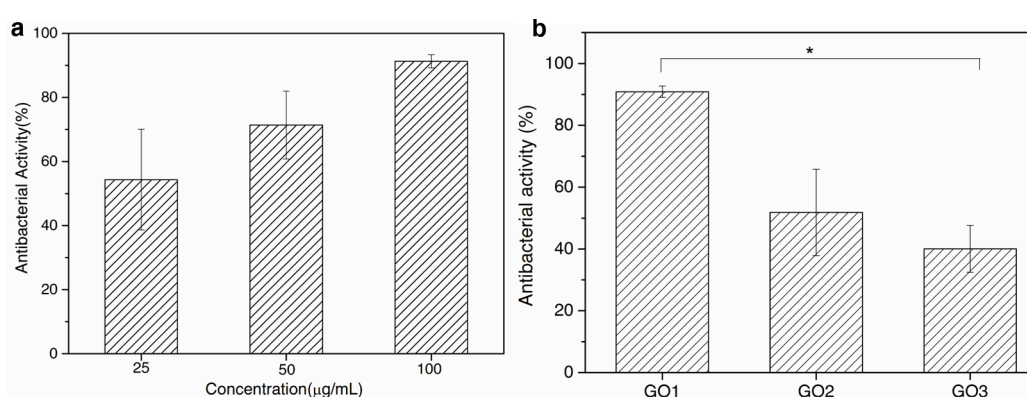 a
100
80
60
40
20
0
Antibacterial Activity(%)
25 50 100
Concentration(μg/mL)
b
*
100
80
60
40
20
0
Antibacterial activity (%)
GO1 GO2 GO3